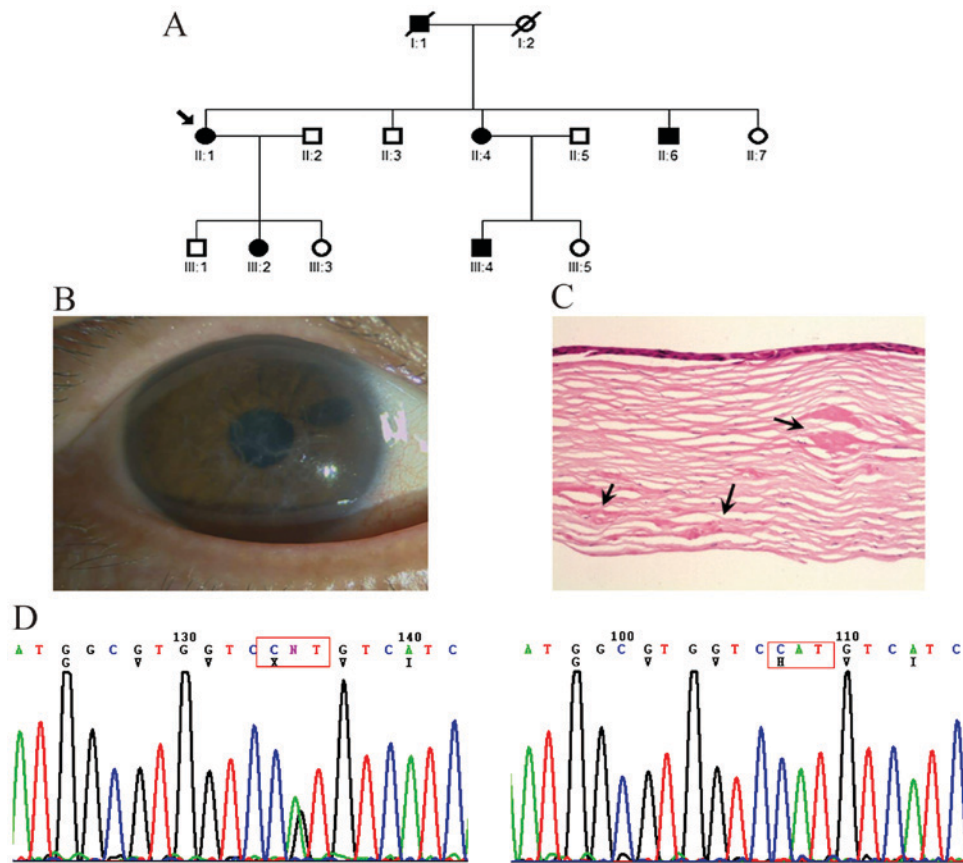 A
I:1 I:2
II:1 II:2 II:3 II:4 II:5 II:6 II:7
III:1 III:2 III:3 III:4 III:5
B C
D
130 140
A T G G C G T G G T C C N T G T C A T C
G V V X V I
100 110
A T G G C G T G G T C C A T G T C A T C
G V V H V I